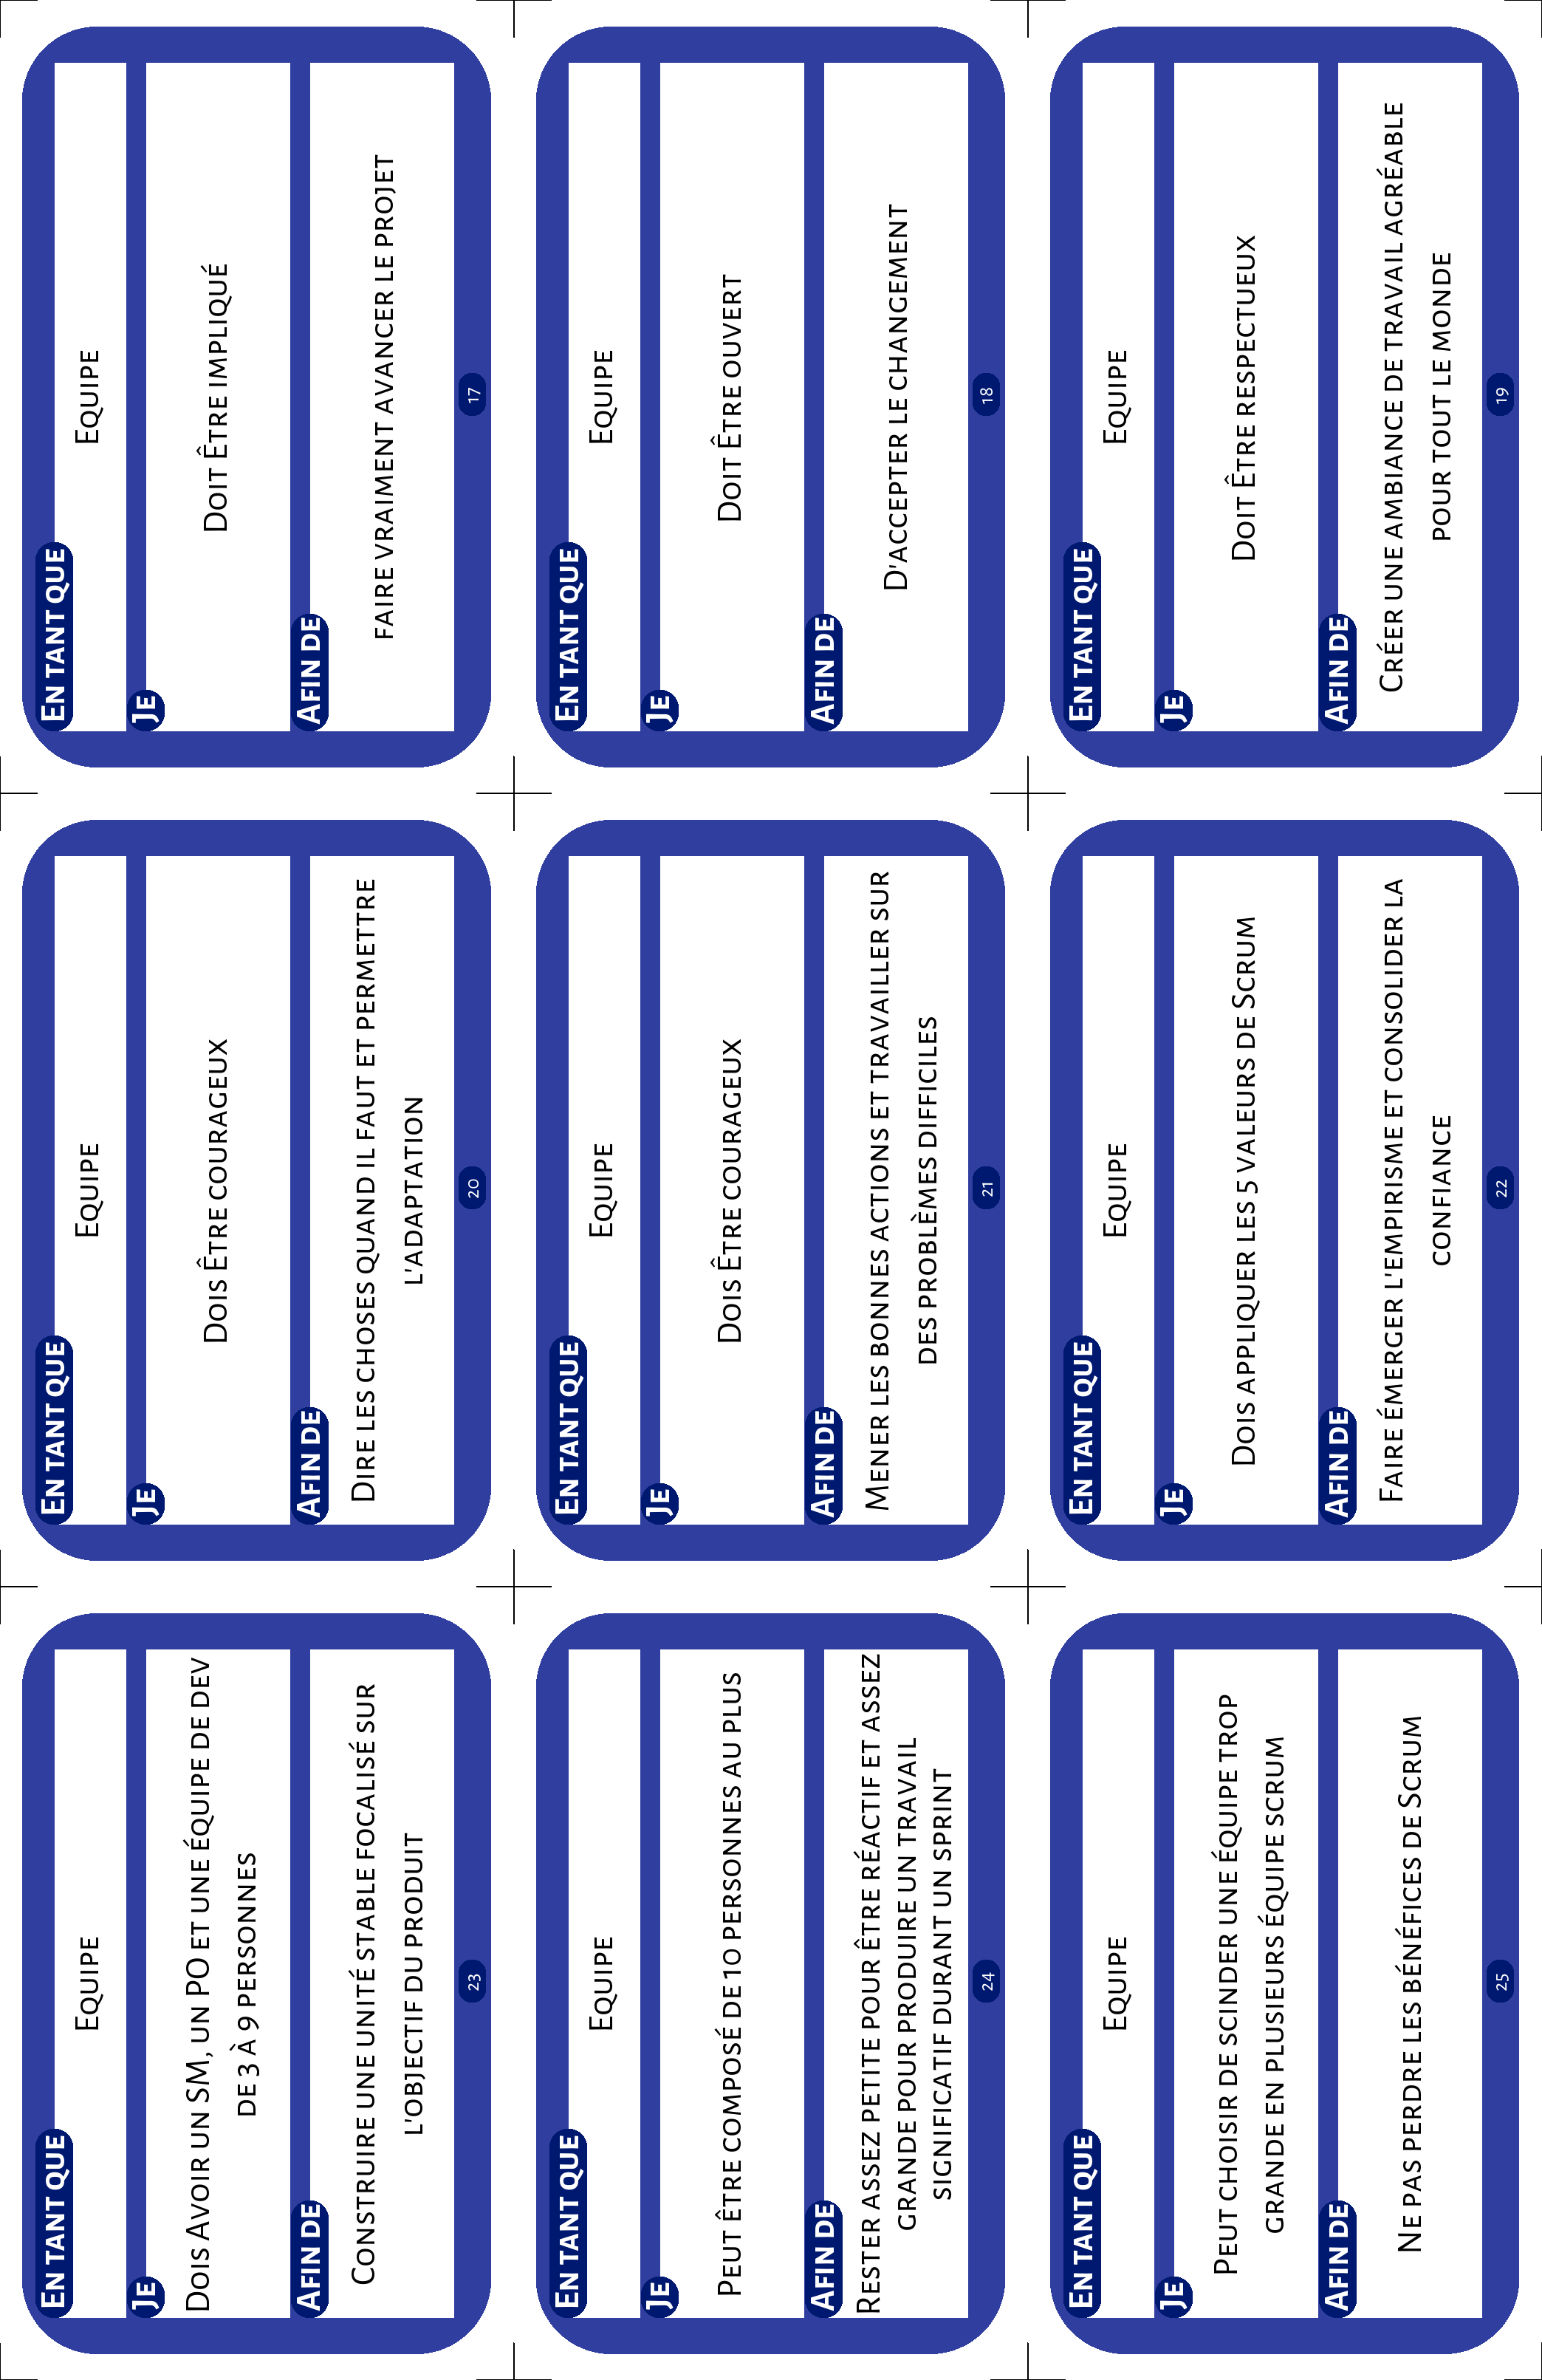 En tant que
Equipe
Je
Doit Être impliqué
Afin de
faire vraiment avancer le projet
17
En tant que
Equipe
Je
Doit Être ouvert
Afin de
D'accepter le changement
18
En tant que
Equipe
Je
Doit Être respectueux
Afin de
Créer une ambiance de travail agréable
pour tout le monde
19
En tant que
Equipe
Je
Dois Être courageux
Afin de
Dire les choses quand il faut et permettre
l'adaptation
20
En tant que
Equipe
Je
Dois Être courageux
Afin de
Mener les bonnes actions et travailler sur
des problèmes difficiles
21
En tant que
Equipe
Je
Dois appliquer les 5 valeurs de Scrum
Afin de
Faire émerger l'empirisme et consolider la
confiance
22
En tant que
Equipe
Je
Dois Avoir un SM, un PO et une équipe de dev
de 3 à 9 personnes
Afin de
Construire une unité stable focalisé sur
l'objectif du produit
23
En tant que
Equipe
Je
Peut être composé de 10 personnes au plus
Afin de
Rester assez petite pour être réactif et assez
grande pour produire un travail
significatif durant un sprint
24
En tant que
Equipe
Je
Peut choisir de scinder une équipe trop
grande en plusieurs équipe scrum
Afin de
Ne pas perdre les bénéfices de Scrum
25